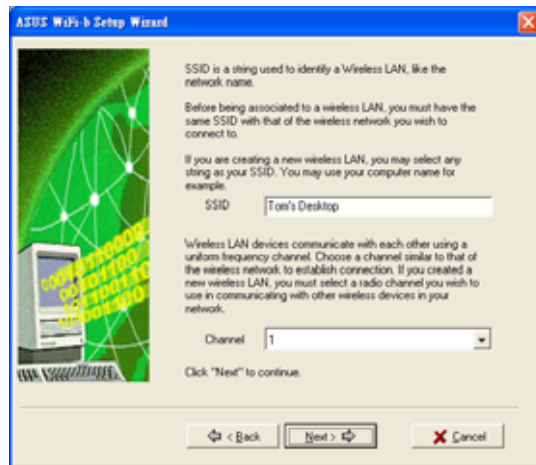 ASUS WiFi-b Setup Wizard
SSID is a string used to identify a Wireless LAN, like the
network name.
Before being associated to a wireless LAN, you must have the
same SSID with that of the wireless network you wish to
connect to.
If you are creating a new wireless LAN, you may select any
string as your SSID. You may use your computer name for
example.
SSID Tom's Desktop
Wireless LAN devices communicate with each other using a
uniform frequency channel. Choose a channel similar to that of
the wireless network to establish connection. If you created a
new wireless LAN, you must select a radio channel you wish to
use in communicating with other wireless devices in your
network.
Channel 1
Click "Next" to continue.
< Back Next > Cancel